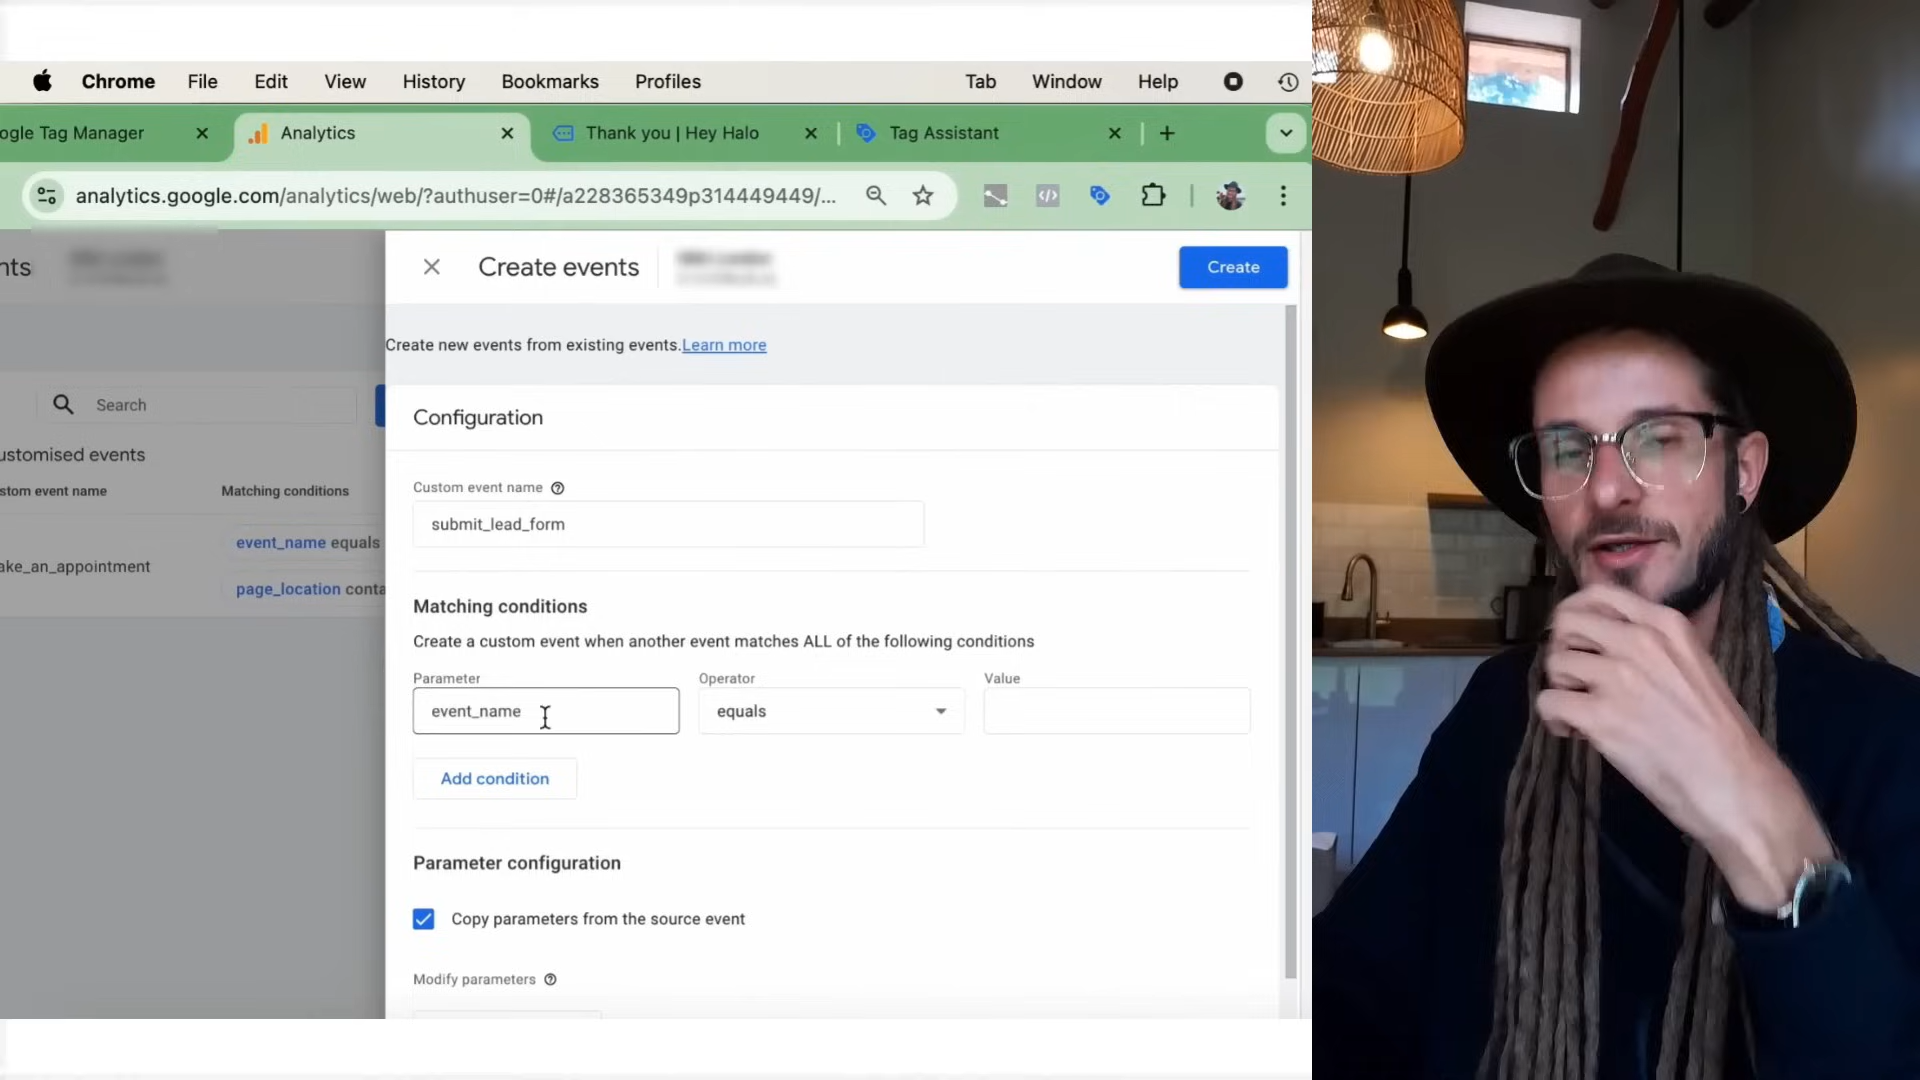 Chrome File Edit View History Bookmarks Profiles Tab Window Help
ogle Tag Manager Analytics Thank you | Hey Halo Tag Assistant
analytics.google.com/analytics/web/?authuser=0#/a228365349p314449449/...
nts
Create events
Create
Create new events from existing events. Learn more
Search
Configuration
ustomised events
stom event name Matching conditions
event_name equals
ake_an_appointment
page_location conta
Custom event name
submit_lead_form
Matching conditions
Create a custom event when another event matches ALL of the following conditions
Parameter Operator Value
event_name equals
Add condition
Parameter configuration
Copy parameters from the source event
Modify parameters